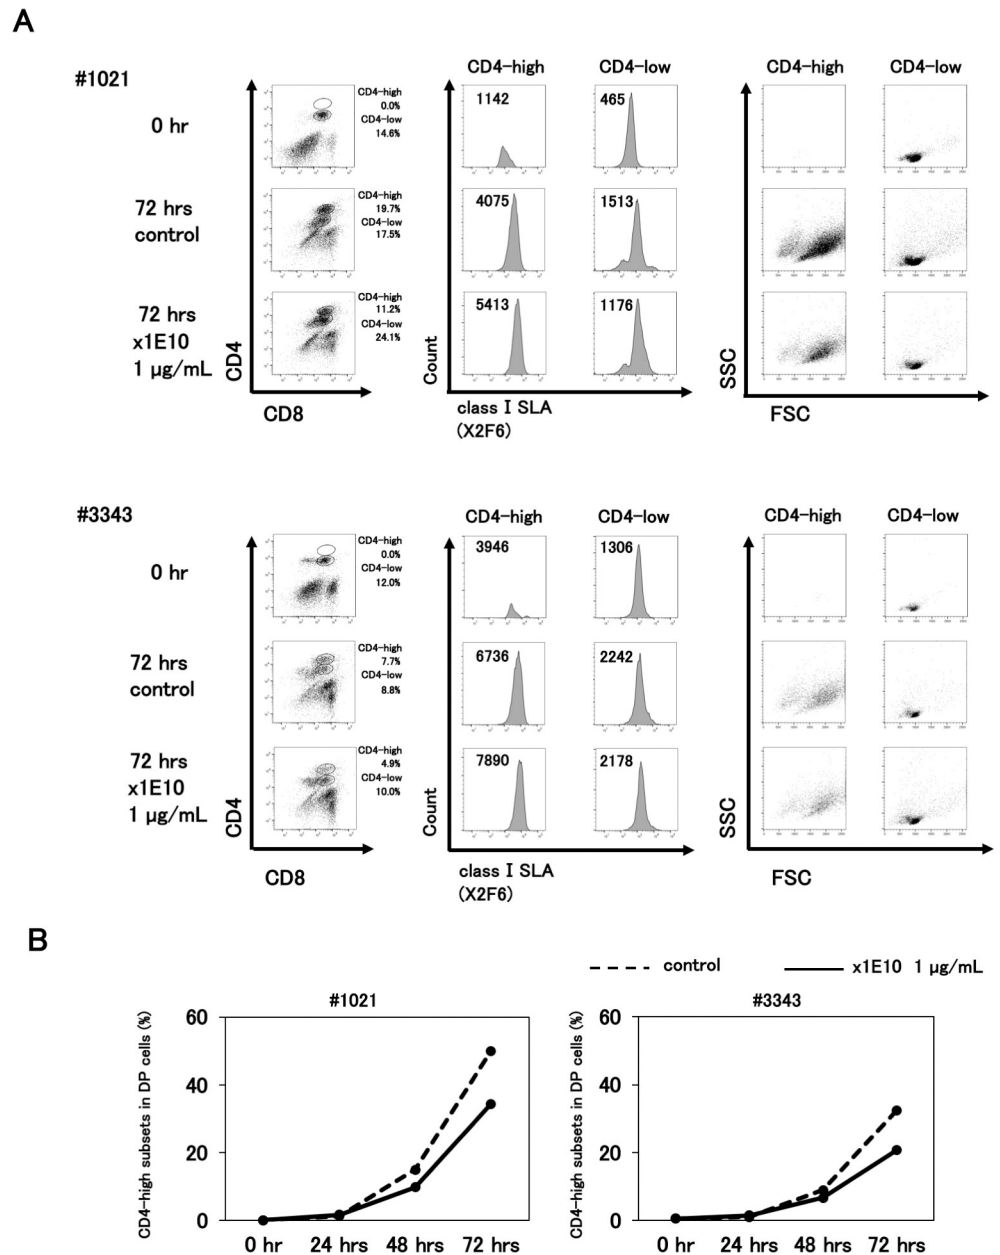 A
#1021
CD4-high
CD4-low
CD4-high
CD4-low
0 hr
CD4-high
0.0%
CD4-low
14.6%
1142
465
72 hrs
control
CD4-high
19.7%
CD4-low
17.5%
4075
1513
72 hrs
x1E10
1 μg/mL
CD4-high
11.2%
CD4-low
24.1%
5413
1176
CD4
CD8
Count
class I SLA
(X2F6)
SSC
FSC
#3343
CD4-high
CD4-low
CD4-high
CD4-low
0 hr
CD4-high
0.0%
CD4-low
12.0%
3946
1306
72 hrs
control
CD4-high
7.7%
CD4-low
8.8%
6736
2242
72 hrs
x1E10
1 μg/mL
CD4-high
4.9%
CD4-low
10.0%
7890
2178
CD4
CD8
Count
class I SLA
(X2F6)
SSC
FSC
B
control
x1E10 1 μg/mL
#1021
CD4-high subsets in DP cells (%)
60
40
20
0
0 hr 24 hrs 48 hrs 72 hrs
#3343
CD4-high subsets in DP cells (%)
60
40
20
0
0 hr 24 hrs 48 hrs 72 hrs